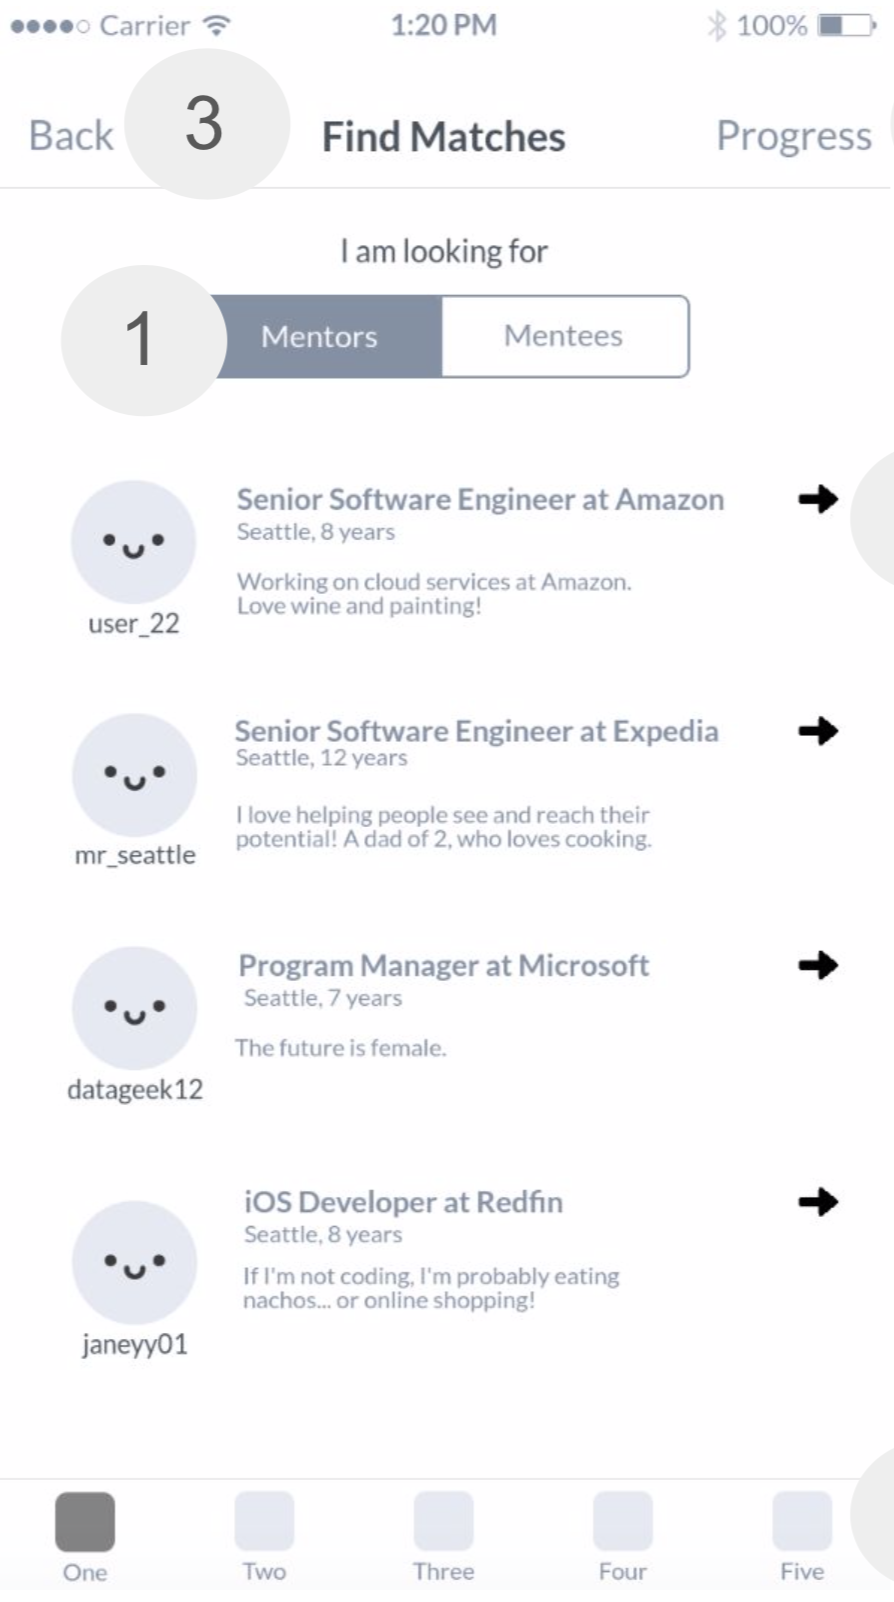 Carrier 1:20 PM 100%
Back 3 Find Matches Progress
I am looking for
1 Mentors Mentees
Senior Software Engineer at Amazon
Seattle, 8 years
Working on cloud services at Amazon.
Love wine and painting!
user_22
Senior Software Engineer at Expedia
Seattle, 12 years
I love helping people see and reach their
potential! A dad of 2, who loves cooking.
mr_seattle
Program Manager at Microsoft
Seattle, 7 years
The future is female.
datageek12
iOS Developer at Redfin
Seattle, 8 years
If I'm not coding, I'm probably eating
nachos... or online shopping!
janeyy01
One Two Three Four Five